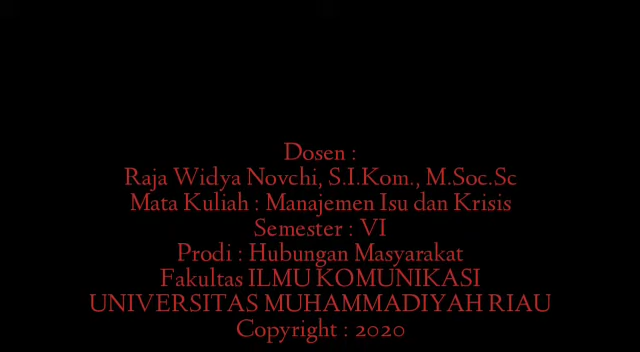 Dosen :
Raja Widya Novchi, S.I.Kom., M.Soc.Sc
Mata Kuliah : Manajemen Isu dan Krisis
Semester : VI
Prodi : Hubungan Masyarakat
Fakultas ILMU KOMUNIKASI
UNIVERSITAS MUHAMMADIYAH RIAU
Copyright : 2020